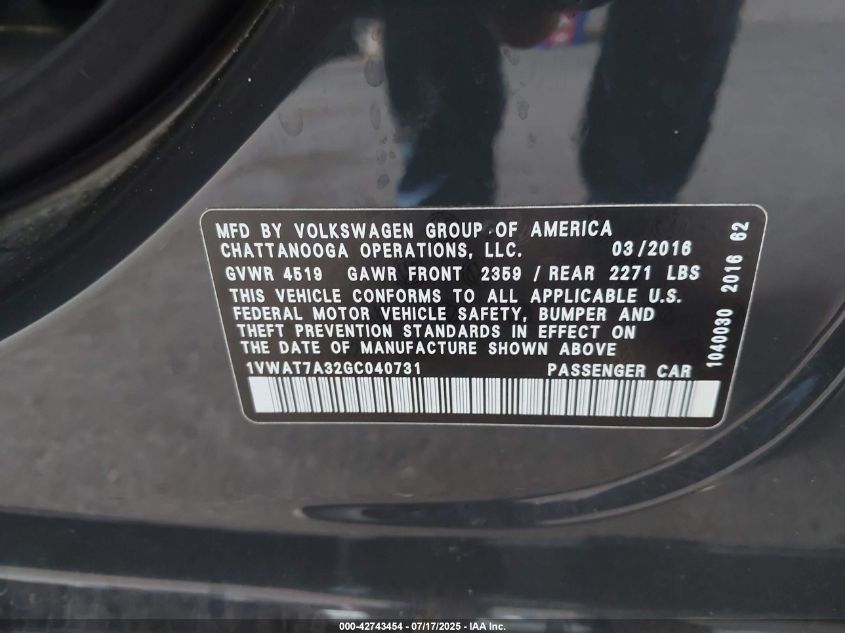 MFD BY VOLKSWAGEN GROUP OF AMERICA
CHATTANOOGA OPERATIONS, LLC. 03/2016
GVWR 4519 GAWR FRONT 2359 / REAR 2271 LBS
THIS VEHICLE CONFORMS TO ALL APPLICABLE U.S.
FEDERAL MOTOR VEHICLE SAFETY, BUMPER AND
THEFT PREVENTION STANDARDS IN EFFECT ON
THE DATE OF MANUFACTURE SHOWN ABOVE
1VWAT7A32GC040731 PASSENGER CAR
1040030 2016 62
000-42743454 - 07/17/2025 - IAA Inc.